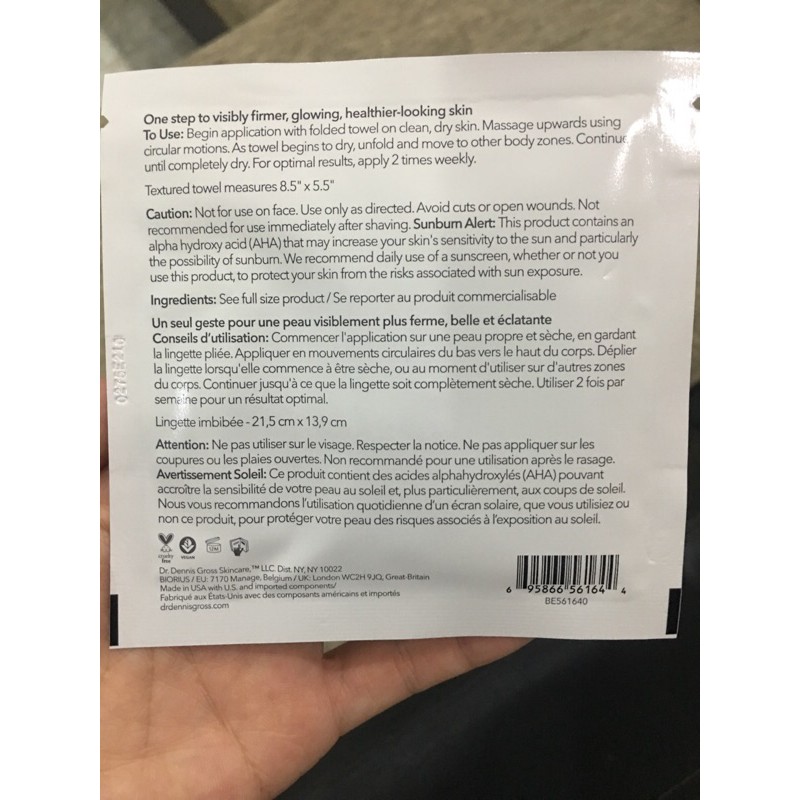 One step to visibly firmer, glowing, healthier-looking skin
To Use: Begin application with folded towel on clean, dry skin. Massage upwards using
circular motions. As towel begins to dry, unfold and move to other body zones. Continue
until completely dry. For optimal results, apply 2 times weekly.
Textured towel measures 8.5" x 5.5"
Caution: Not for use on face. Use only as directed. Avoid cuts or open wounds. Not
recommended for use immediately after shaving. Sunburn Alert: This product contains an
alpha hydroxy acid (AHA) that may increase your skin's sensitivity to the sun and particularly
the possibility of sunburn. We recommend daily use of a sunscreen, whether or not you
use this product, to protect your skin from the risks associated with sun exposure.
Ingredients: See full size product / Se reporter au produit commercialisable
Un seul geste pour une peau visiblement plus ferme, belle et éclatante
Conseils d'utilisation: Commencer l'application sur une peau propre et sèche, en gardant
la lingette pliée. Appliquer en mouvements circulaires du bas vers le haut du corps. Déplier
la lingette lorsqu'elle commence à être sèche, ou au moment d'utiliser sur d'autres zones
du corps. Continuer jusqu'à ce que la lingette soit complètement sèche. Utiliser 2 fois par
semaine pour un résultat optimal.
Lingette imbibée - 21,5 cm x 13,9 cm
Attention: Ne pas utiliser sur le visage. Respecter la notice. Ne pas appliquer sur les
coupures ou les plaies ouvertes. Non recommandé pour une utilisation après le rasage.
Avertissement Soleil: Ce produit contient des acides alphahydroxylés (AHA) pouvant
accroître la sensibilité de votre peau au soleil et, plus particulièrement, aux coups de soleil.
Nous vous recommandons l'utilisation quotidienne d'un écran solaire, que vous utilisiez ou
non ce produit, pour protéger votre peau des risques associés à l'exposition au soleil.
cruelty
free
VEGAN
12M
Dr. Dennis Gross Skincare,™ LLC. Dist. NY, NY 10022
BIORIUS / EU: 7170 Manage, Belgium / UK: London WC2H 9JQ, Great-Britain
Made in USA with U.S. and imported components/
Fabriqué aux États-Unis avec des composants américains et importés
drdennisgross.com
6 95866 56164 4
BE561640